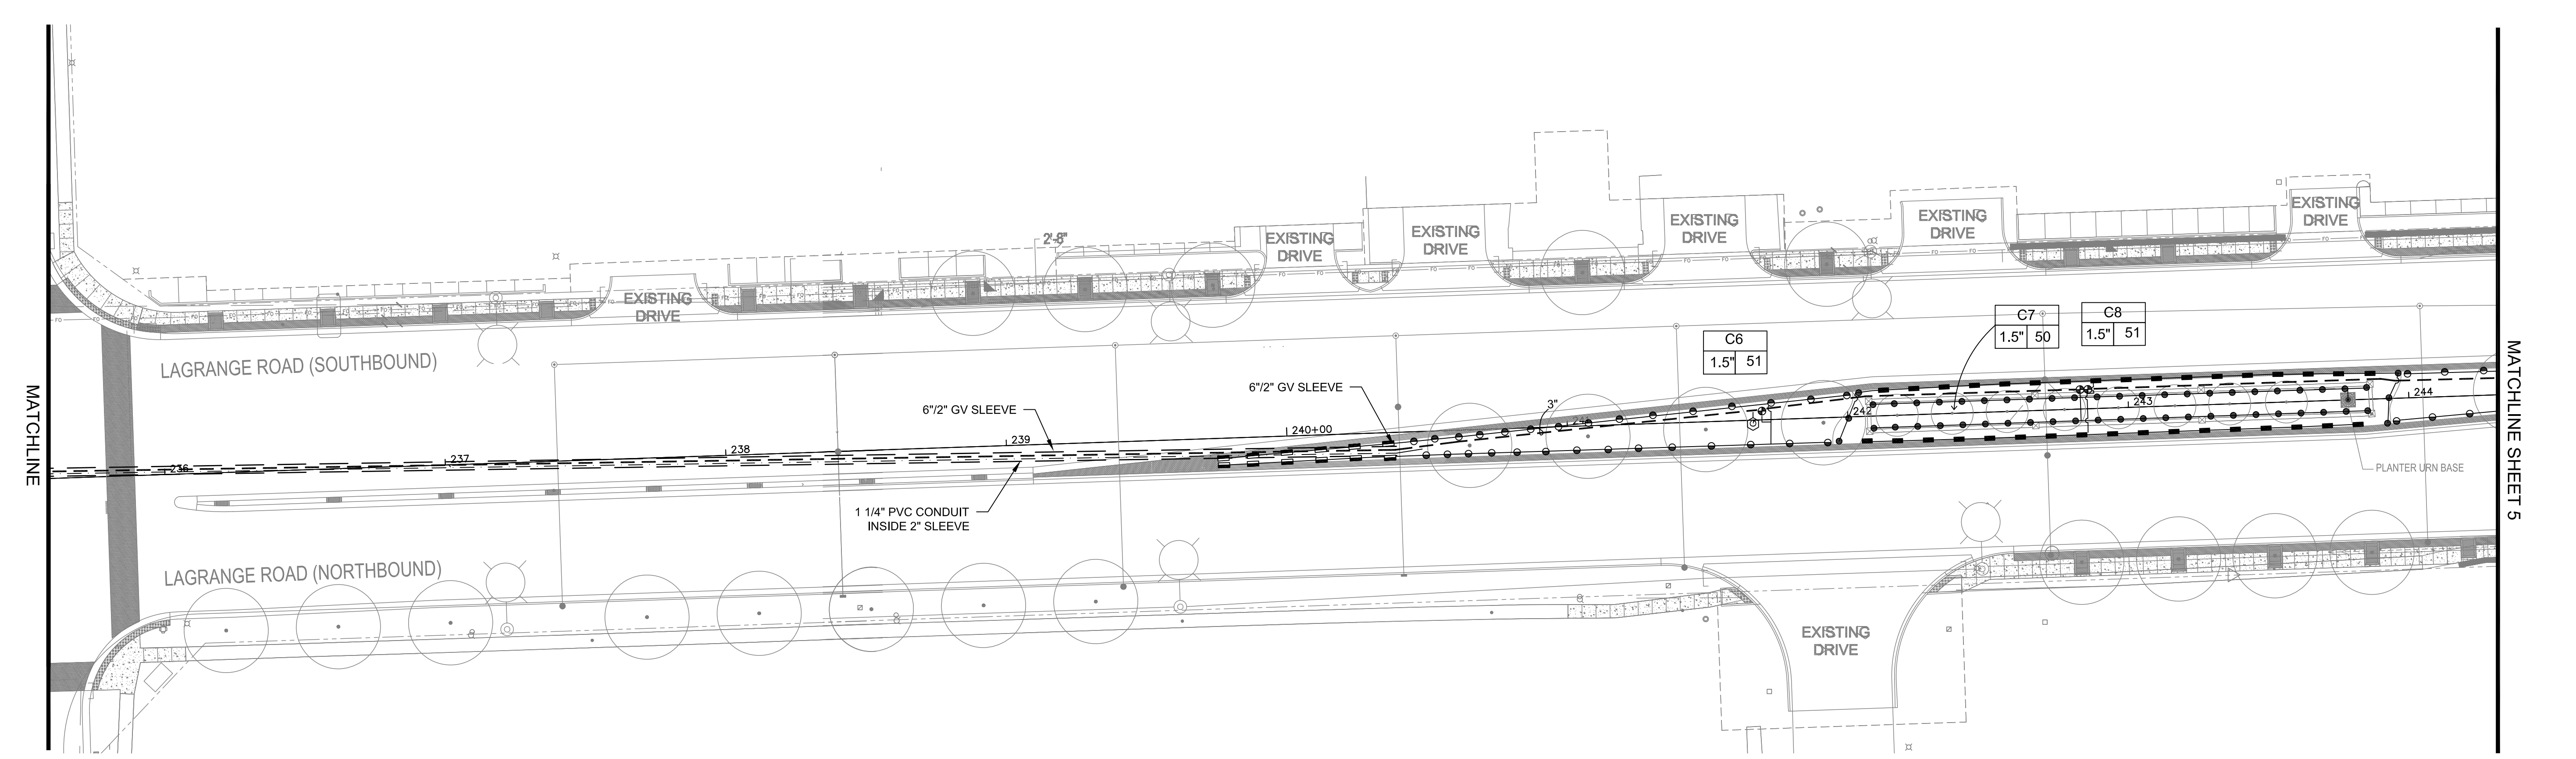 MATCHLINE
LAGRANGE ROAD (SOUTHBOUND)
LAGRANGE ROAD (NORTHBOUND)
EXISTING
DRIVE
2'-8"
EXISTING
DRIVE
EXISTING
DRIVE
EXISTING
DRIVE
EXISTING
DRIVE
EXISTING
DRIVE
C6
1.5" 51
C7
1.5" 50
C8
1.5" 51
6"/2" GV SLEEVE
6"/2" GV SLEEVE
3"
236
237
238
239
240+00
242
243
244
1 1/4" PVC CONDUIT
INSIDE 2" SLEEVE
PLANTER URN BASE
EXISTING
DRIVE
FO
MATCHLINE SHEET 5